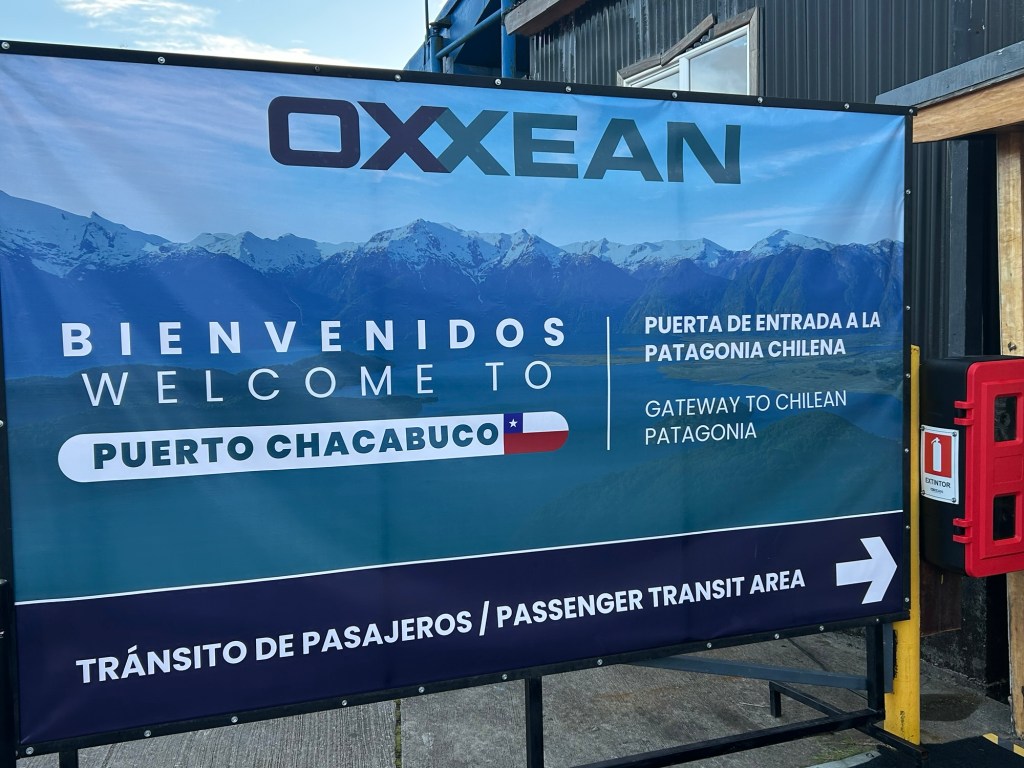 OXXEAN
BIENVENIDOS
WELCOME TO
PUERTO CHACABUCO
PUERTA DE ENTRADA A LA
PATAGONIA CHILENA
GATEWAY TO CHILEAN
PATAGONIA
TRÁNSITO DE PASAJEROS / PASSENGER TRANSIT AREA
EXTINTOR